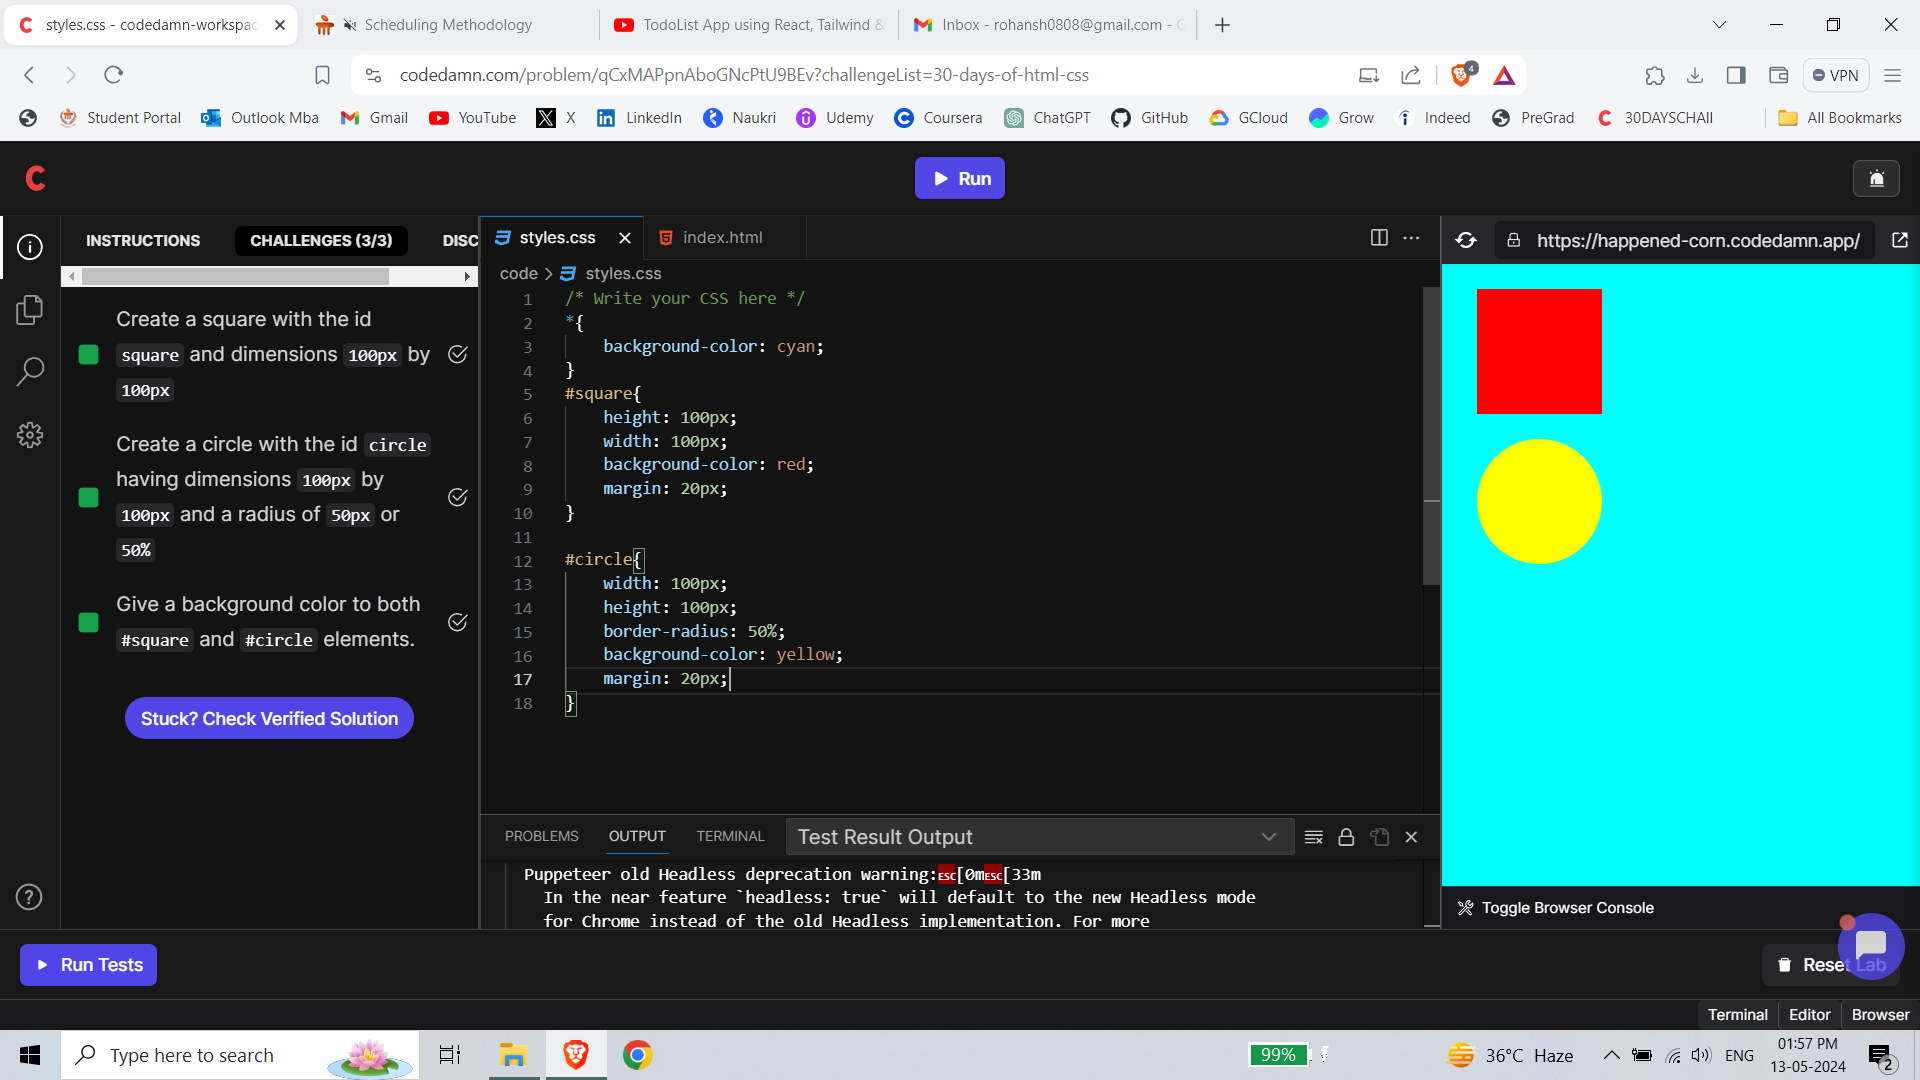 styles.css - codedamn-workspac
Scheduling Methodology
TodoList App using React, Tailwind &
Inbox - rohansh0808@gmail.com - G
codedamn.com/problem/qCxMAPpnAboGNcPtU9BEv?challengeList=30-days-of-html-css
4
VPN
Student Portal
Outlook Mba
Gmail
YouTube
X
LinkedIn
Naukri
Udemy
Coursera
ChatGPT
GitHub
GCloud
Grow
Indeed
PreGrad
30DAYSCHAll
All Bookmarks
Run
INSTRUCTIONS
CHALLENGES (3/3)
DISC
styles.css
index.html
https://happened-corn.codedamn.app/
code > styles.css
Create a square with the id
square and dimensions 100px by
100px
Create a circle with the id circle
having dimensions 100px by
100px and a radius of 50px or
50%
Give a background color to both
#square and #circle elements.
Stuck? Check Verified Solution
1 /* Write your CSS here */
2 *{
3 background-color: cyan;
4 }
5 #square{
6 height: 100px;
7 width: 100px;
8 background-color: red;
9 margin: 20px;
10 }
11
12 #circle{
13 width: 100px;
14 height: 100px;
15 border-radius: 50%;
16 background-color: yellow;
17 margin: 20px;
18 }
PROBLEMS
OUTPUT
TERMINAL
Test Result Output
Puppeteer old Headless deprecation warning:ESC[0mESC[33m
In the near feature `headless: true` will default to the new Headless mode
for Chrome instead of the old Headless implementation. For more
Toggle Browser Console
Run Tests
Reset Lab
Terminal
Editor
Browser
Type here to search
99%
36°C Haze
ENG
01:57 PM
13-05-2024
2